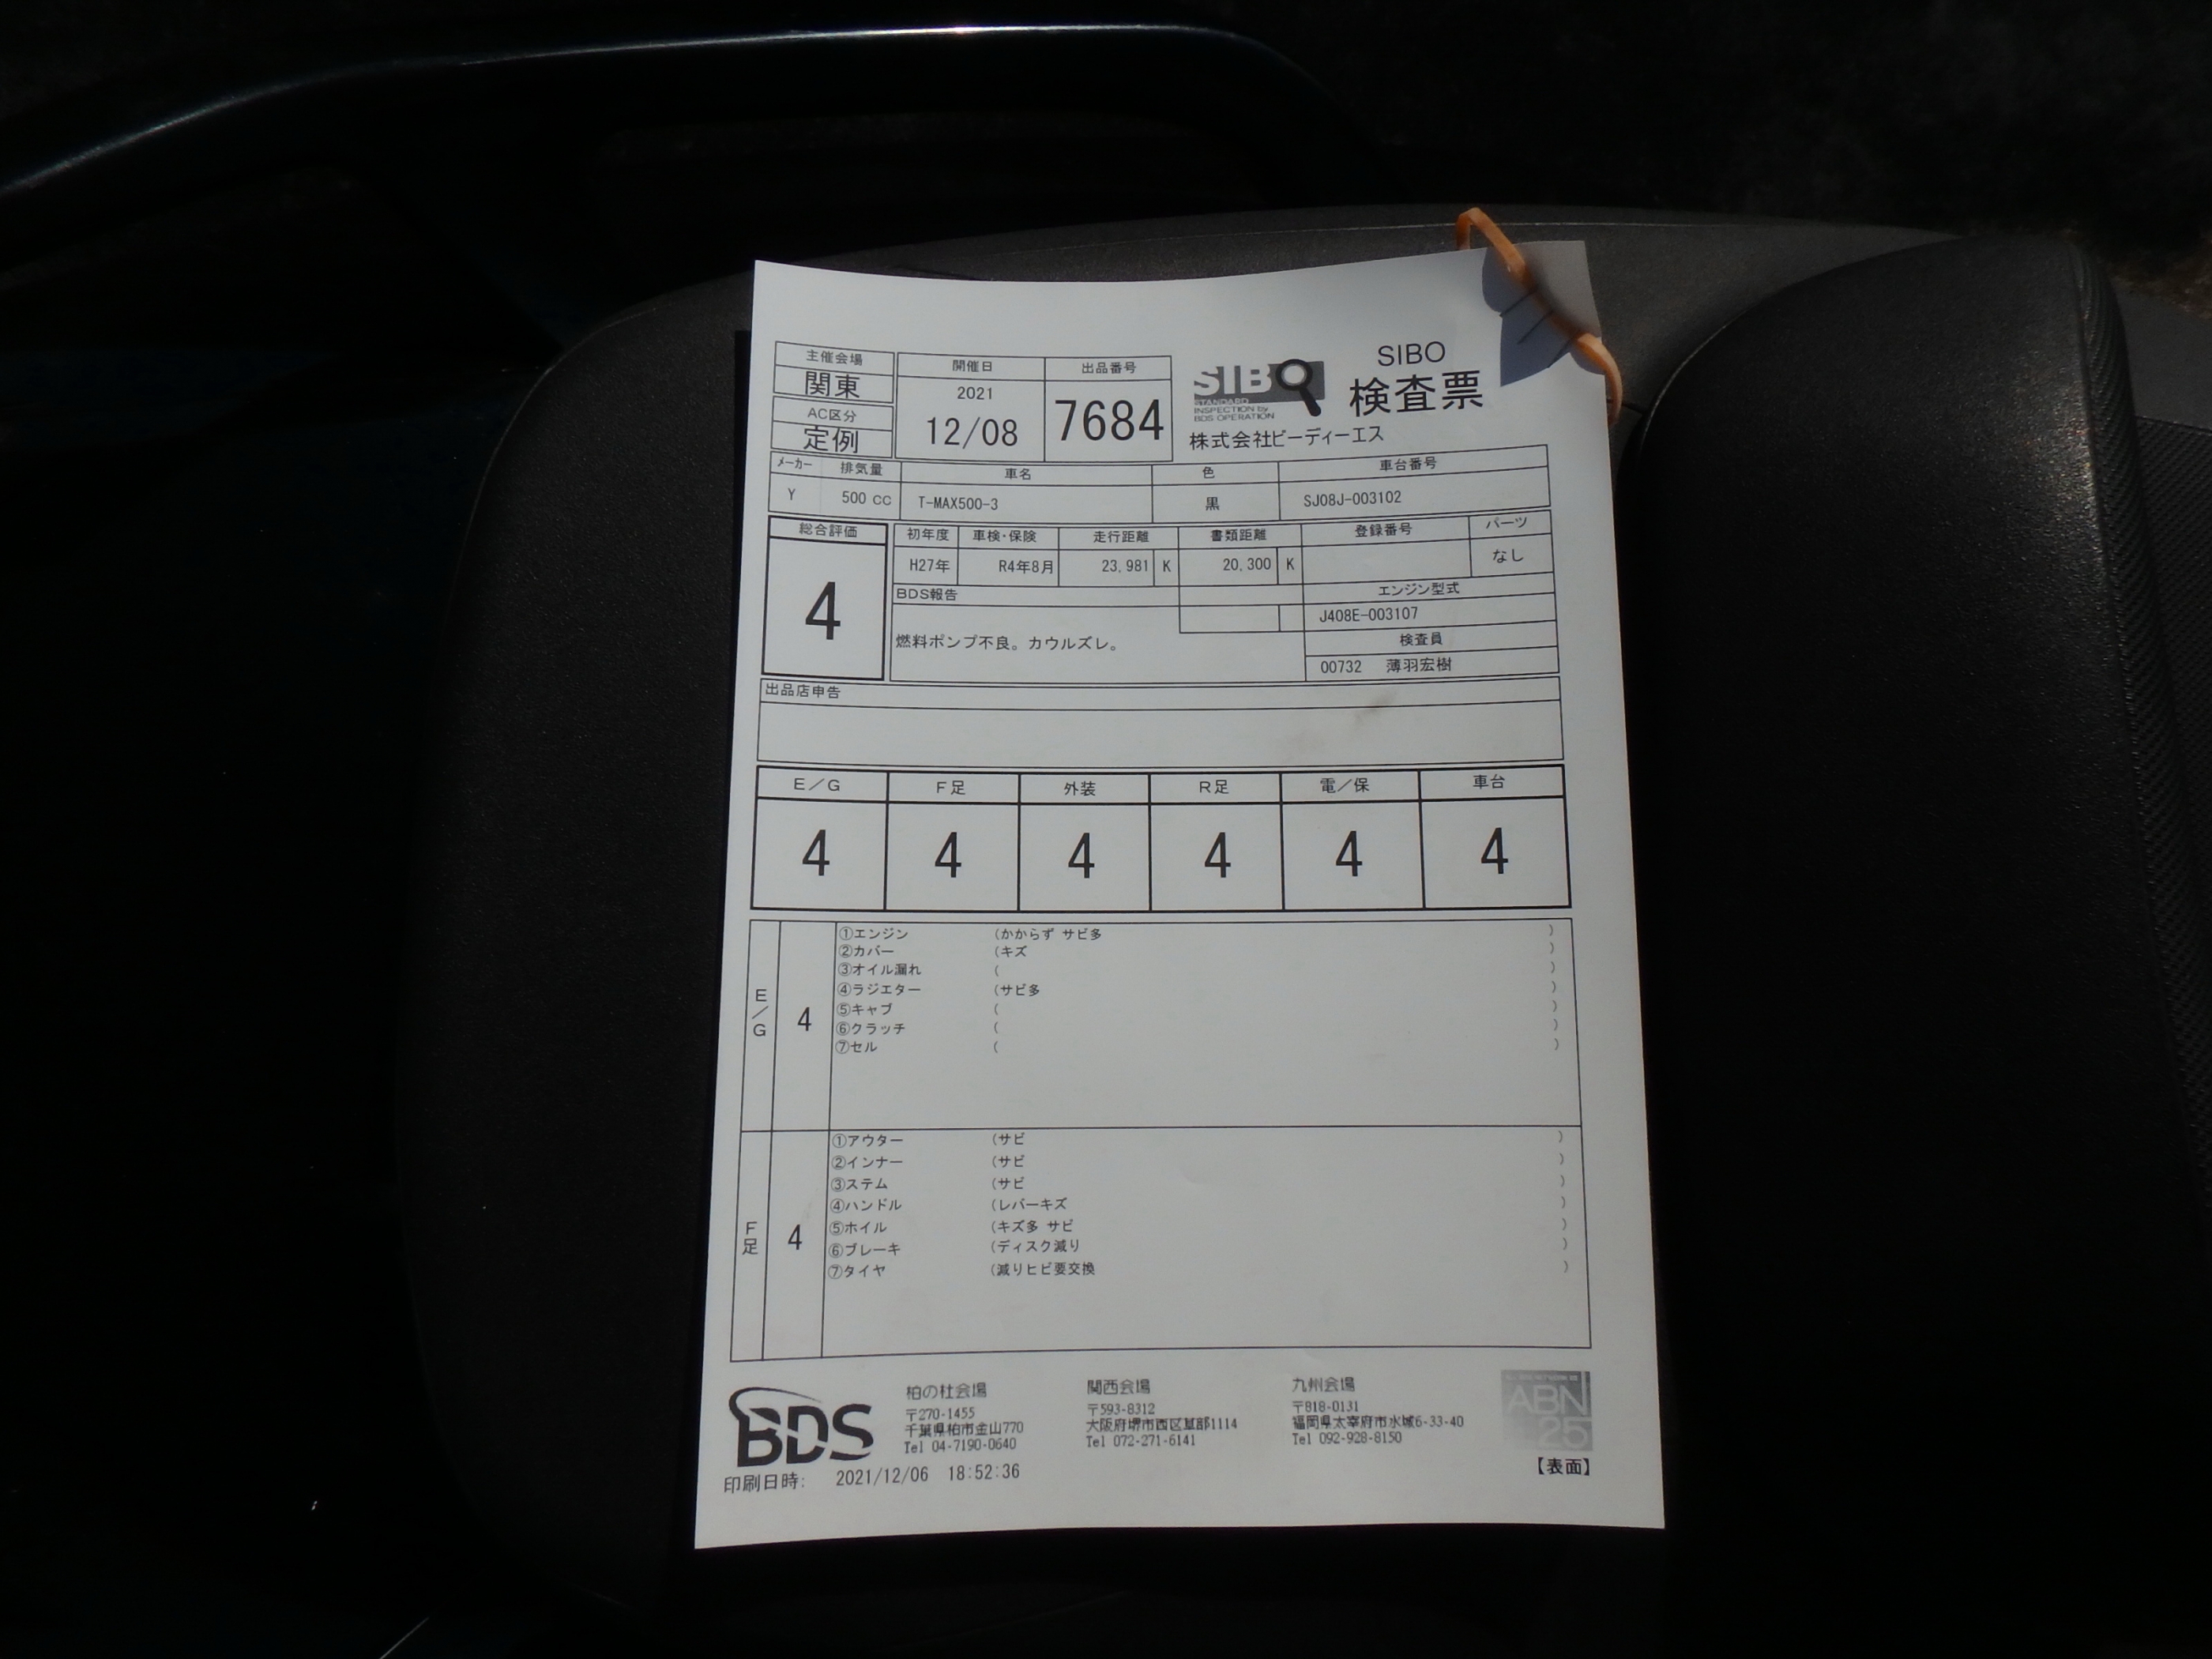 主催会場 開催日 出品番号
関東 2021 12/08 7684
AC区分
定例
SIBO
STANDARD
INSPECTION by
BDS OPERATION
SIBO
検査票
株式会社ビーディーエス
メーカー 排気量 車名 色 車台番号
Y 500 CC T-MAX500-3 黒 SJ08J-003102
総合評価 初年度 車検・保険 走行距離 書類距離 登録番号 パーツ
4 H27年 R4年8月 23,981 K 20,300 K なし
BDS報告 エンジン型式
J408E-003107
燃料ポンプ不良。カウルズレ。 検査員
00732 薄羽宏樹
出品店申告
E/G F足 外装 R足 電/保 車台
4 4 4 4 4 4
E/G 4
①エンジン (かからず サビ多 )
②カバー (キズ )
③オイル漏れ ( )
④ラジエター (サビ多 )
⑤キャブ ( )
⑥クラッチ ( )
⑦セル ( )
F足 4
①アウター (サビ )
②インナー (サビ )
③ステム (サビ )
④ハンドル (レバーキズ )
⑤ホイル (キズ多 サビ )
⑥ブレーキ (ディスク減り )
⑦タイヤ (減りヒビ要交換 )
BDS
柏の杜会場
〒270-1455
千葉県柏市金山770
Tel 04-7190-0640
関西会場
〒593-8312
大阪府堺市西区草部1114
Tel 072-271-6141
九州会場
〒818-0131
福岡県太宰府市水城6-33-40
Tel 092-928-8150
ABN
25
【表面】
印刷日時: 2021/12/06 18:52:36